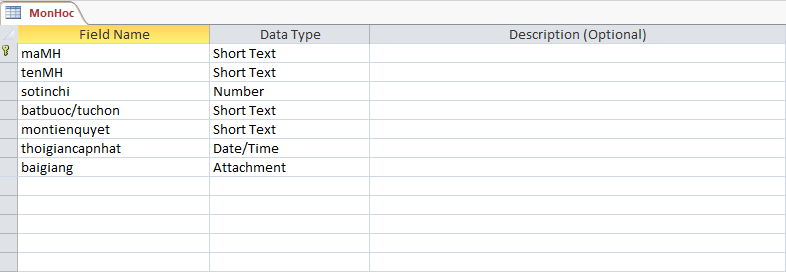 MonHoc
Field Name Data Type Description (Optional)
maMH Short Text
tenMH Short Text
sotinchi Number
batbuoc/tuchon Short Text
montienquyet Short Text
thoigiancapnhat Date/Time
baigiang Attachment